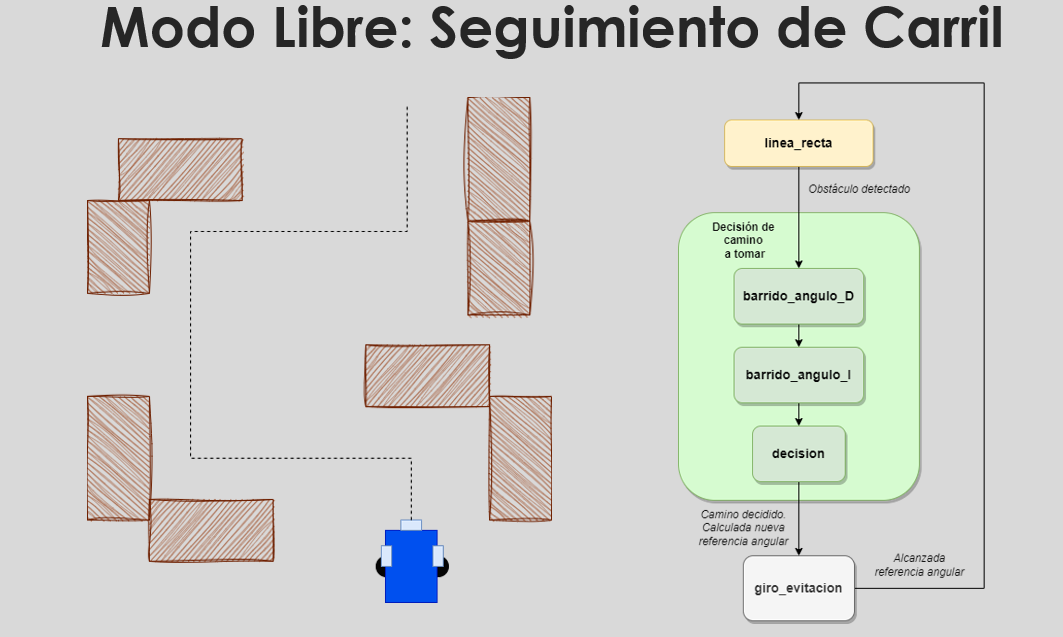 Modo Libre: Seguimiento de Carril
linea_recta
Obstáculo detectado
Decisión de
camino
a tomar
barrido_angulo_D
barrido_angulo_I
decision
Camino decidido.
Calculada nueva
referencia angular
Alcanzada
referencia angular
giro_evitacion